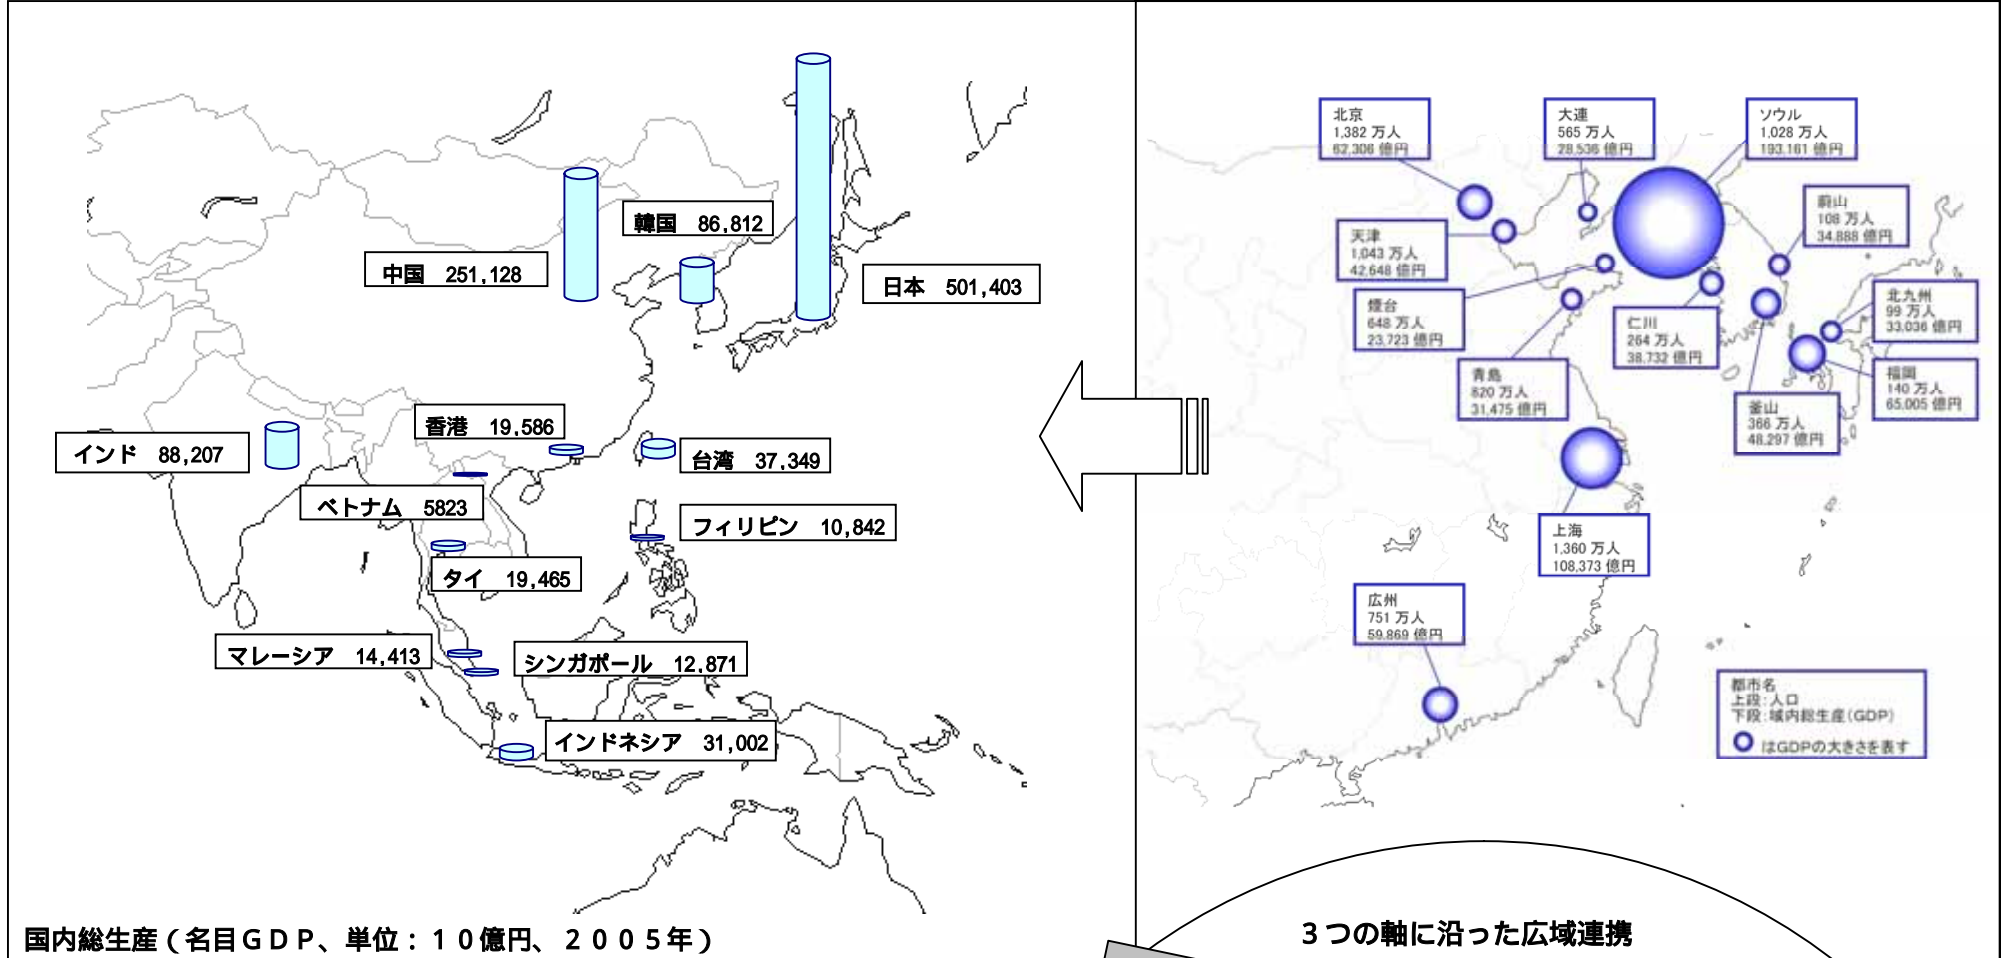 韓国 86,812
中国 251,128
日本 501,403
香港 19,586
インド 88,207
台湾 37,349
ベトナム 5823
フィリピン 10,842
タイ 19,465
マレーシア 14,413
シンガポール 12,871
インドネシア 31,002
国内総生産（名目ＧＤＰ、単位：１０億円、２００５年）
北京
1,382 万人
62,306 億円
大連
565 万人
28,536 億円
ソウル
1,028 万人
193,161 億円
蔚山
108 万人
34,888 億円
天津
1,043 万人
42,648 億円
煙台
648 万人
23,723 億円
仁川
264 万人
38,732 億円
北九州
99 万人
33,036 億円
青島
820 万人
31,475 億円
福岡
140 万人
65,005 億円
釜山
366 万人
48,297 億円
上海
1,360 万人
108,373 億円
広州
751 万人
59,869 億円
都市名
上段：人口
下段：域内総生産(GDP)
はGDPの大きさを表す
３つの軸に沿った広域連携